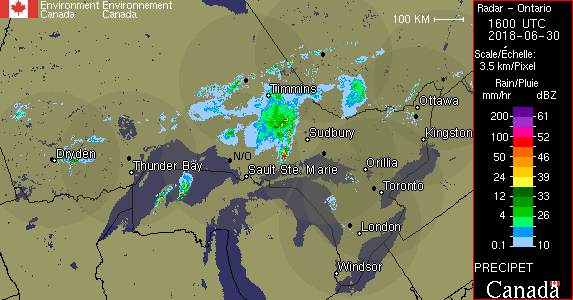 Environment Environnement
Canada Canada
100 KM
Radar - Ontario
1600 UTC
2018-06-30
Scale/Échelle:
3.5 km/Pixel
Rain/Pluie
mm/hr dBZ
200 61
100 52
50 46
24 39
12 33
4 26
0.1 10
Timmins
Ottawa
Sudbury
Kingston
Dryden
Thunder Bay
N/O
Sault Ste. Marie
Orillia
Toronto
London
Windsor
PRECIPET
Canada